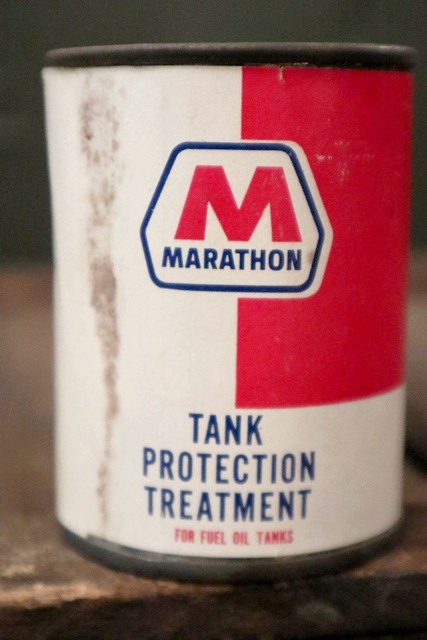 M
MARATHON
TANK
PROTECTION
TREATMENT
FOR FUEL OIL TANKS